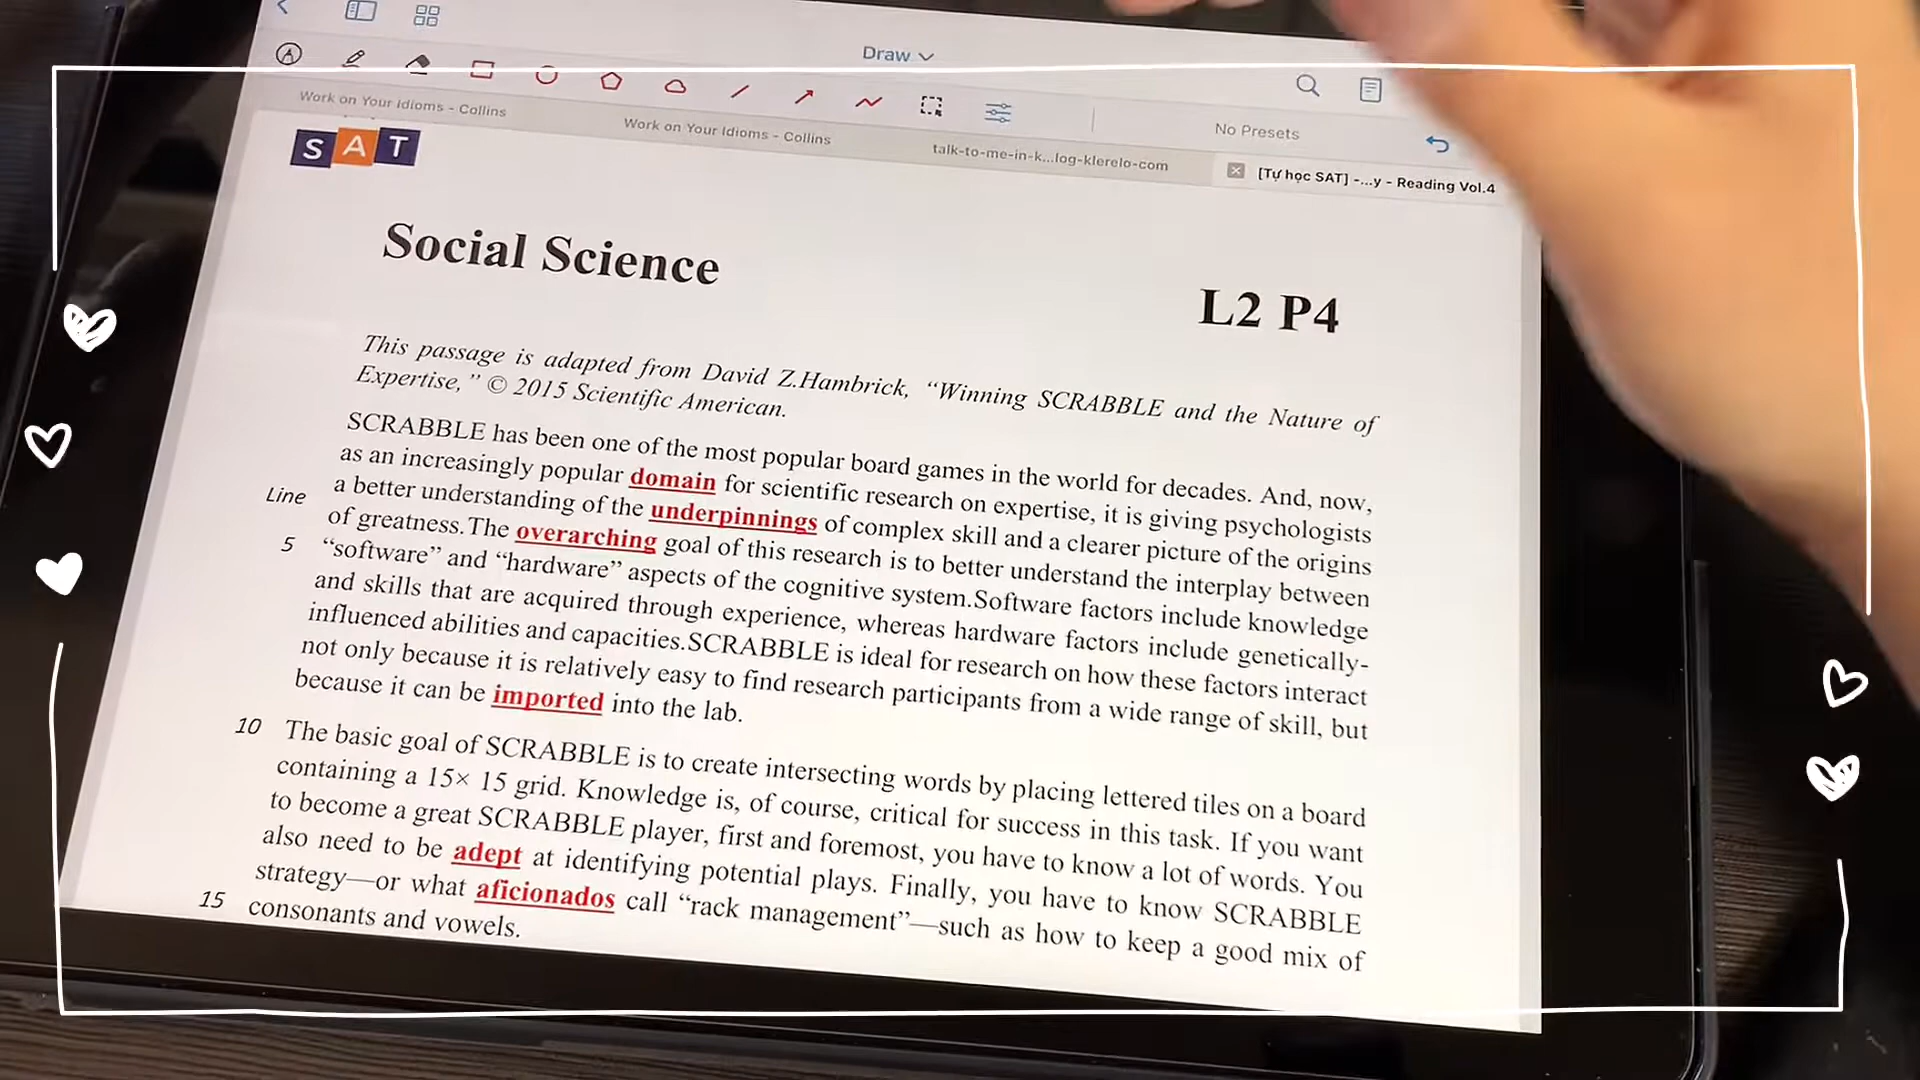 Draw
Work on Your Idioms - Collins
Work on Your Idioms - Collins
talk-to-me-in-k...log-klerelo-com
No Presets
[Tự học SAT] -...y - Reading Vol.4
SAT
Social Science
L2 P4
This passage is adapted from David Z.Hambrick, “Winning SCRABBLE and the Nature of
Expertise,” © 2015 Scientific American.
SCRABBLE has been one of the most popular board games in the world for decades. And, now,
as an increasingly popular domain for scientific research on expertise, it is giving psychologists
Line a better understanding of the underpinnings of complex skill and a clearer picture of the origins
of greatness.The overarching goal of this research is to better understand the interplay between
5 “software” and “hardware” aspects of the cognitive system.Software factors include knowledge
and skills that are acquired through experience, whereas hardware factors include genetically-
influenced abilities and capacities.SCRABBLE is ideal for research on how these factors interact
not only because it is relatively easy to find research participants from a wide range of skill, but
because it can be imported into the lab.
10 The basic goal of SCRABBLE is to create intersecting words by placing lettered tiles on a board
containing a 15× 15 grid. Knowledge is, of course, critical for success in this task. If you want
to become a great SCRABBLE player, first and foremost, you have to know a lot of words. You
also need to be adept at identifying potential plays. Finally, you have to know SCRABBLE
strategy—or what aficionados call “rack management”—such as how to keep a good mix of
15 consonants and vowels.